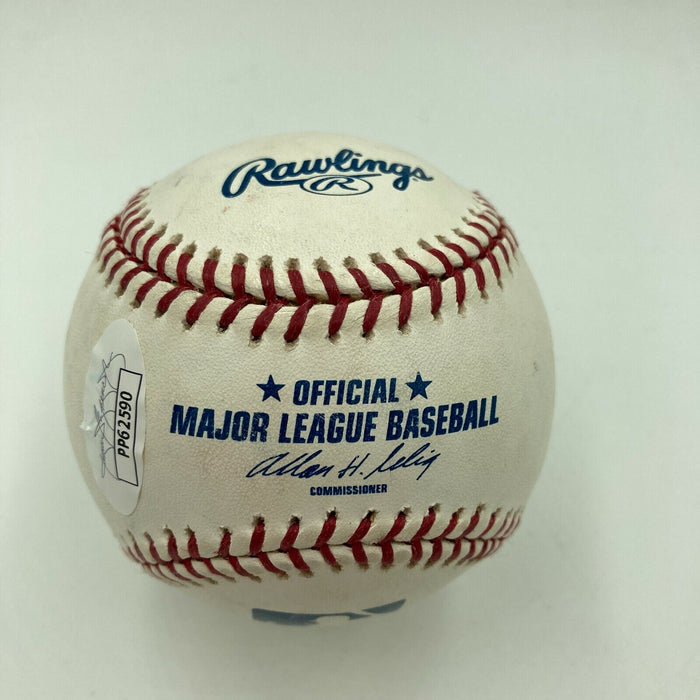 Rawlings
R
★ OFFICIAL ★
MAJOR LEAGUE BASEBALL
Allan H. Selig
COMMISSIONER
PP62590